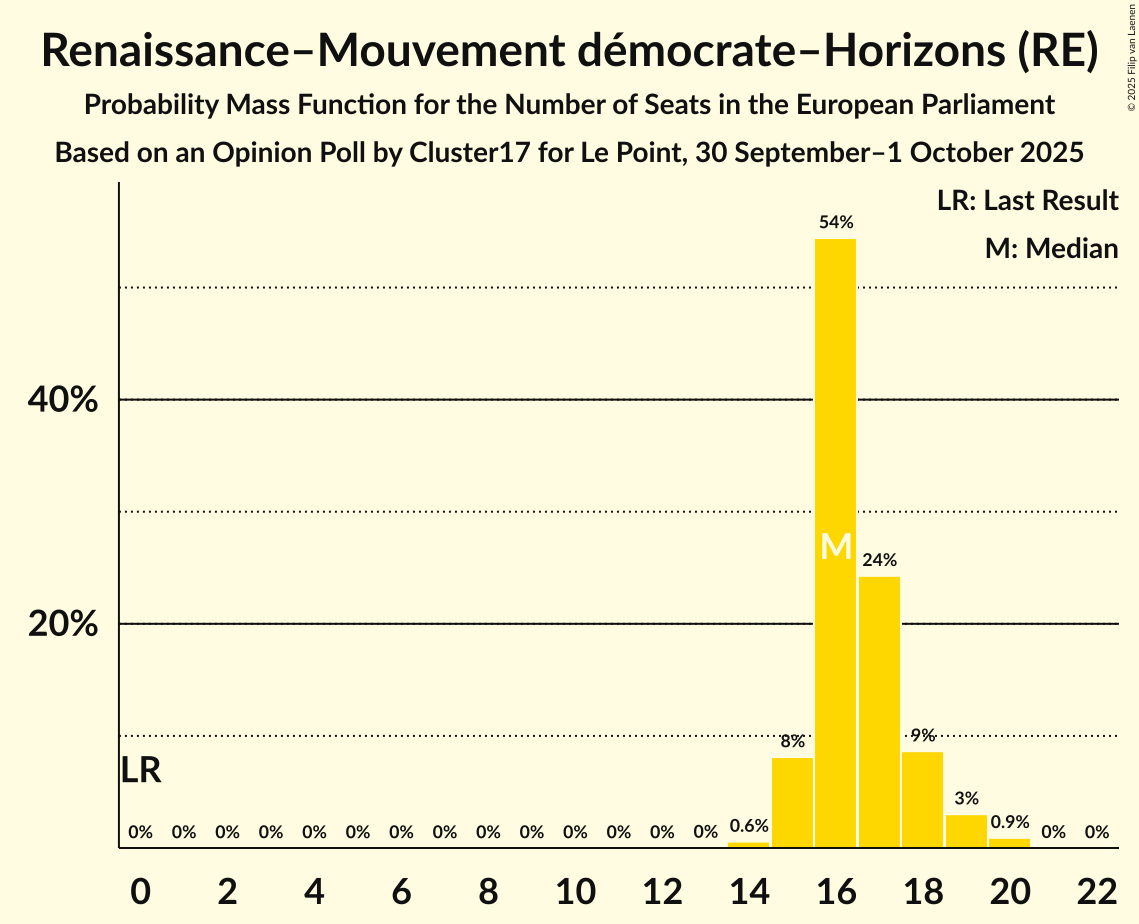 Renaissance–Mouvement démocrate–Horizons (RE)
Probability Mass Function for the Number of Seats in the European Parliament
Based on an Opinion Poll by Cluster17 for Le Point, 30 September–1 October 2025
© 2025 Filip van Laenen
LR: Last Result
M: Median
54%
40%
M
24%
20%
8%
9%
LR
3%
0% 0% 0% 0% 0% 0% 0% 0% 0% 0% 0% 0% 0% 0% 0.6% 0.9% 0% 0%
0 2 4 6 8 10 12 14 16 18 20 22